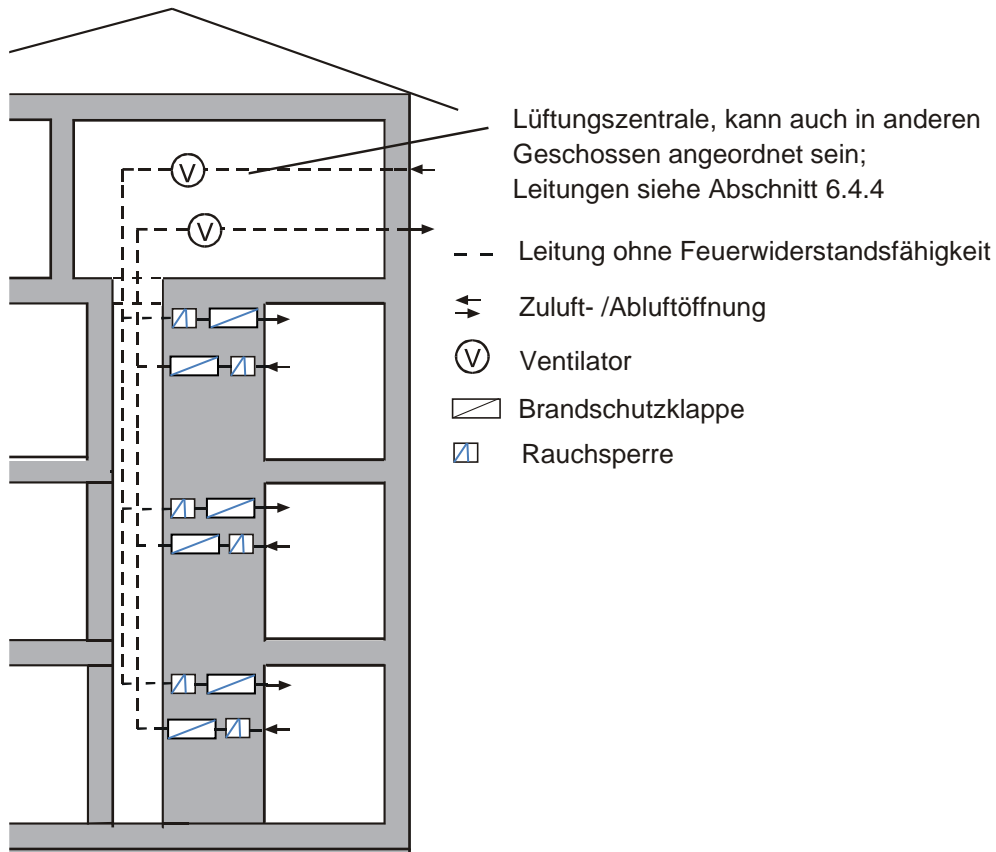 Lüftungszentrale, kann auch in anderen
Geschossen angeordnet sein;
Leitungen siehe Abschnitt 6.4.4
V
V
Leitung ohne Feuerwiderstandsfähigkeit
Zuluft- /Abluftöffnung
V Ventilator
Brandschutzklappe
Rauchsperre